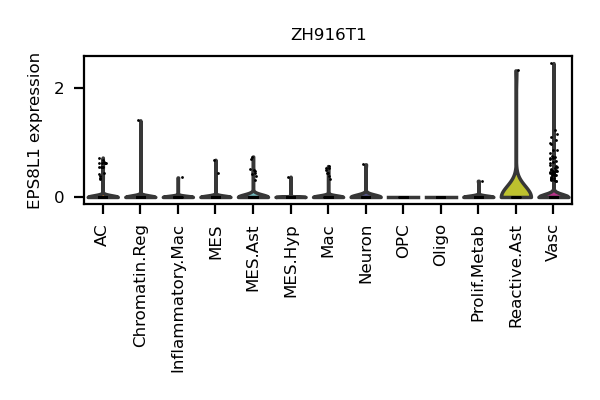 ZH916T1
EPS8L1 expression
2
0
AC
Chromatin.Reg
Inflammatory.Mac
MES
MES.Ast
MES.Hyp
Mac
Neuron
OPC
Oligo
Prolif.Metab
Reactive.Ast
Vasc